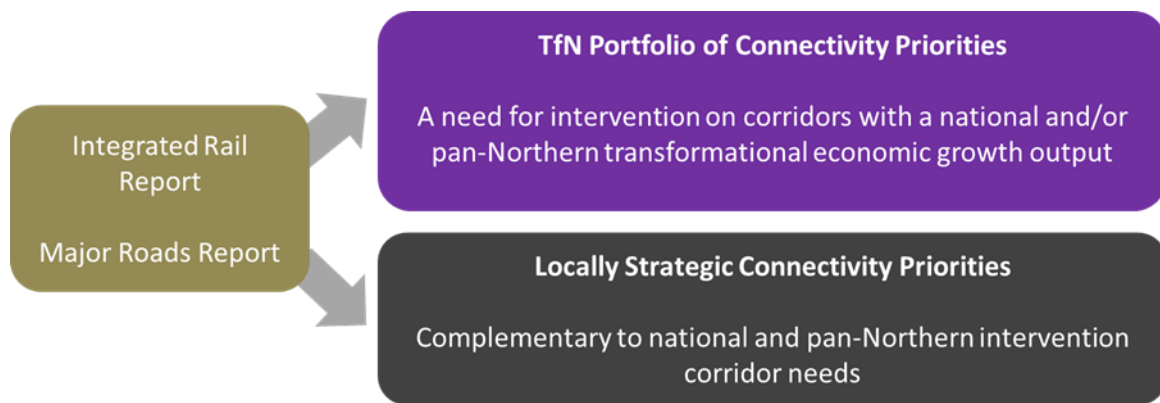 Integrated Rail
Report
Major Roads Report
TfN Portfolio of Connectivity Priorities
A need for intervention on corridors with a national and/or
pan-Northern transformational economic growth output
Locally Strategic Connectivity Priorities
Complementary to national and pan-Northern intervention
corridor needs